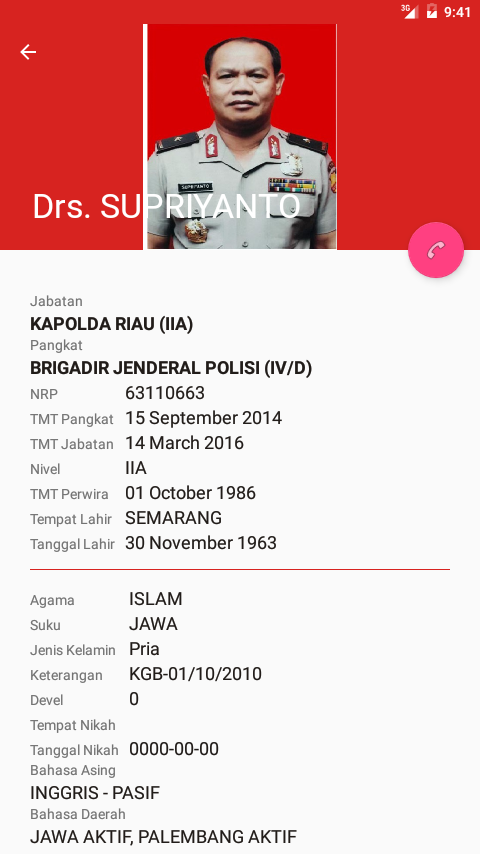 3G 9:41
SUPRIYANTO
Drs. SUPRIYANTO
Jabatan
KAPOLDA RIAU (IIA)
Pangkat
BRIGADIR JENDERAL POLISI (IV/D)
NRP 63110663
TMT Pangkat 15 September 2014
TMT Jabatan 14 March 2016
Nivel IIA
TMT Perwira 01 October 1986
Tempat Lahir SEMARANG
Tanggal Lahir 30 November 1963
Agama ISLAM
Suku JAWA
Jenis Kelamin Pria
Keterangan KGB-01/10/2010
Devel 0
Tempat Nikah
Tanggal Nikah 0000-00-00
Bahasa Asing
INGGRIS - PASIF
Bahasa Daerah
JAWA AKTIF, PALEMBANG AKTIF